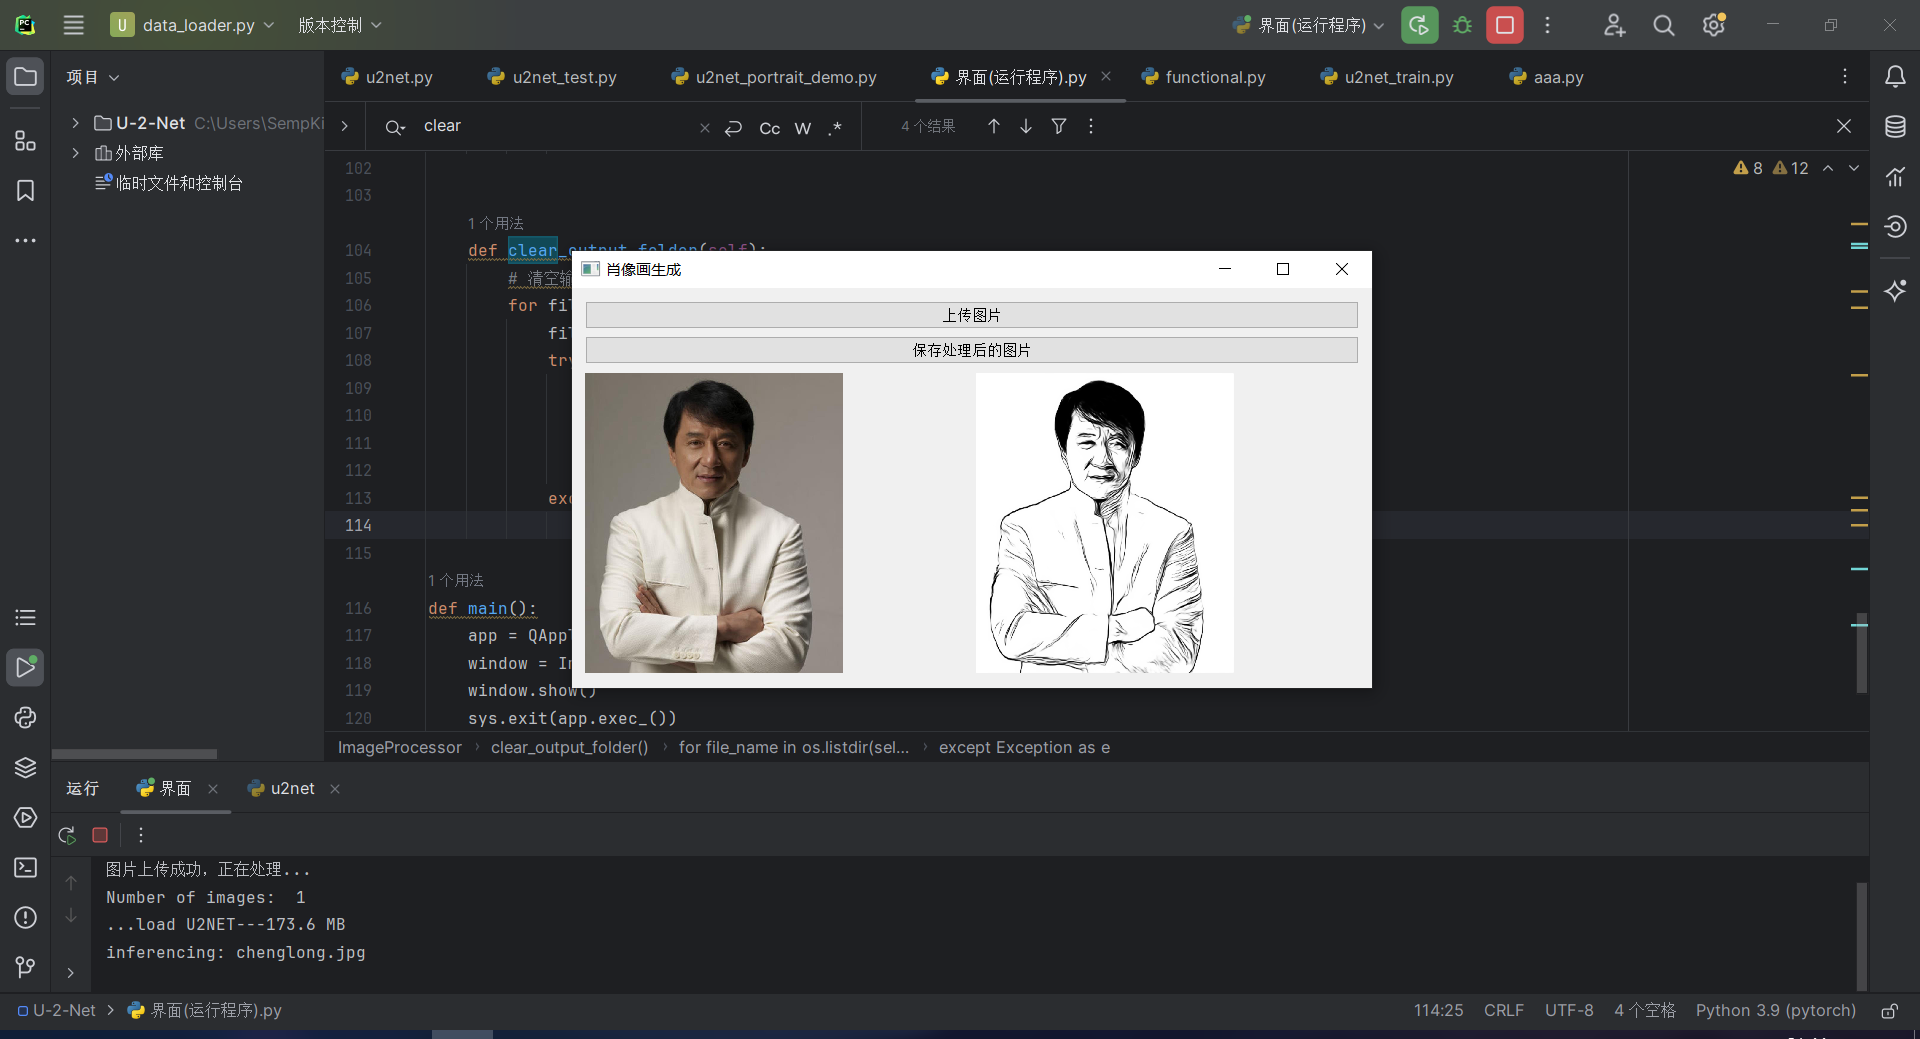 U data_loader.py 版本控制 界面(运行程序)
项目 u2net.py u2net_test.py u2net_portrait_demo.py 界面(运行程序).py functional.py u2net_train.py aaa.py
U-2-Net C:\Users\SempKi
外部库
临时文件和控制台
clear Cc W .* 4 个结果
8 12
102
103
1 个用法
104 def clear_output_folder(self):
105 # 清空输
106 for fil
107 fil
108 try
109
110
111
112
113 exc
114
115
1 个用法
116 def main():
117 app = QAppl
118 window = Im
119 window.show()
120 sys.exit(app.exec_())
肖像画生成
上传图片
保存处理后的图片
ImageProcessor › clear_output_folder() › for file_name in os.listdir(sel... › except Exception as e
运行 界面 u2net
图片上传成功，正在处理...
Number of images:  1
...load U2NET---173.6 MB
inferencing: chenglong.jpg
U-2-Net > 界面(运行程序).py 114:25 CRLF UTF-8 4 个空格 Python 3.9 (pytorch)